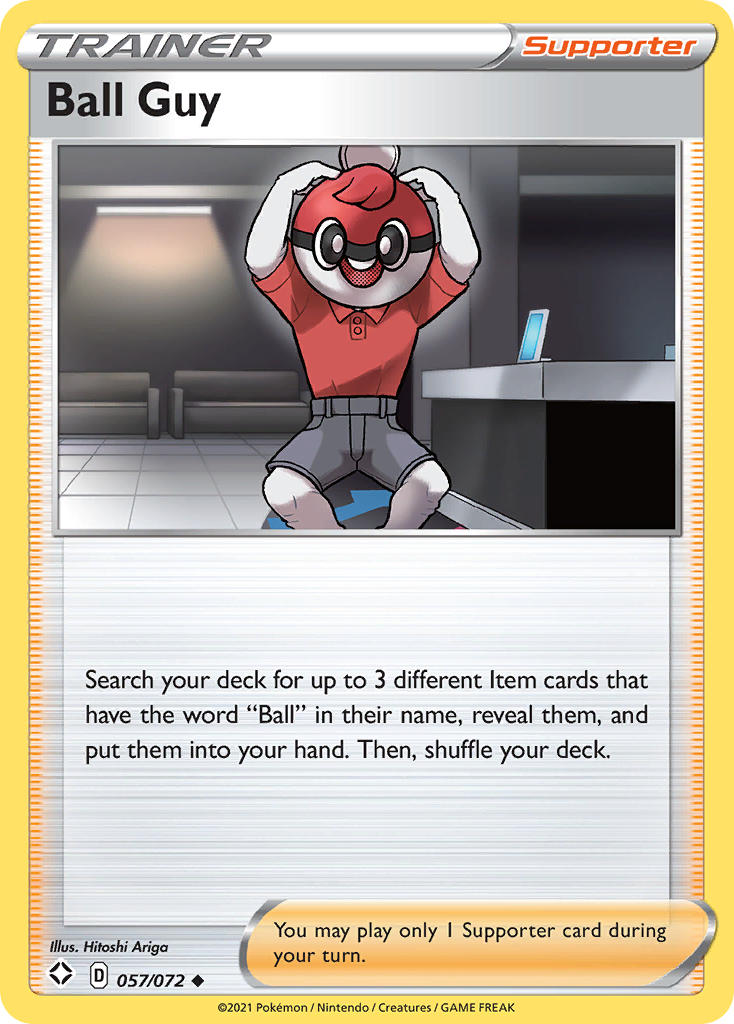 TRAINER
Supporter
Ball Guy
Search your deck for up to 3 different Item cards that
have the word “Ball” in their name, reveal them, and
put them into your hand. Then, shuffle your deck.
You may play only 1 Supporter card during
your turn.
Illus. Hitoshi Ariga
D 057/072
©2021 Pokémon / Nintendo / Creatures / GAME FREAK